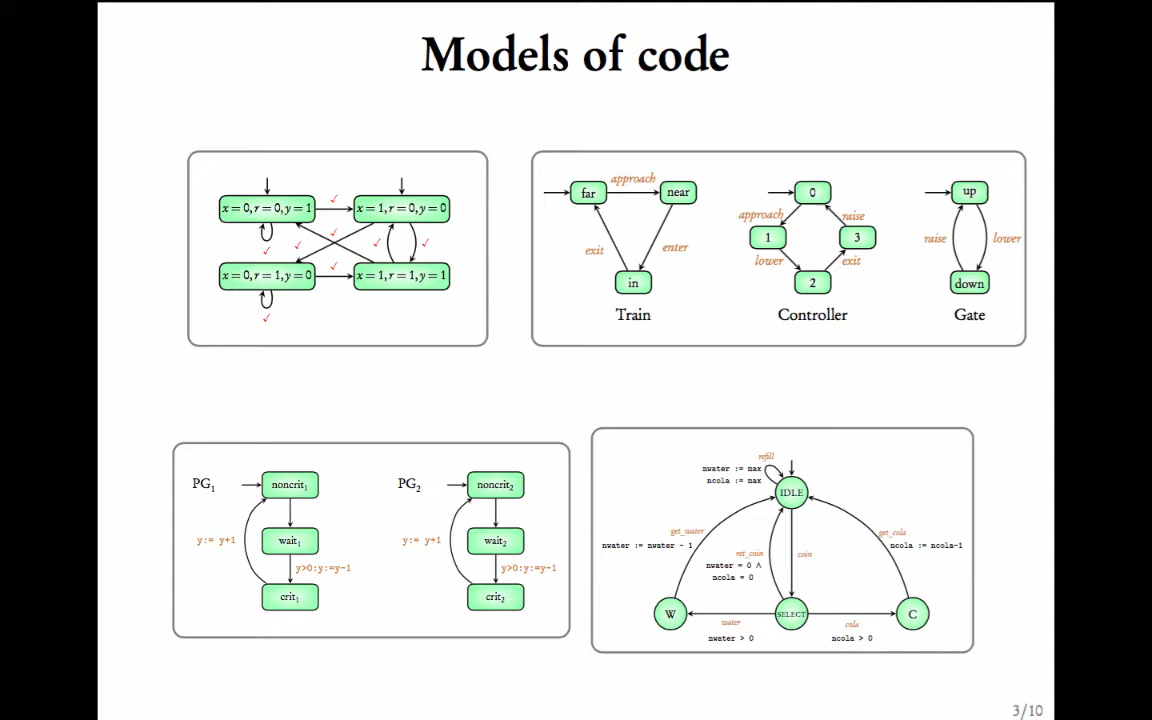 Models of code
x = 0, r = 0, y = 1
x = 1, r = 0, y = 0
x = 0, r = 1, y = 0
x = 1, r = 1, y = 1
far
approach
near
exit
enter
in
Train
0
approach
raise
1
3
lower
exit
2
Controller
up
raise
lower
down
Gate
PG1
noncrit1
y:= y+1
wait1
y>0:y:=y-1
crit1
PG2
noncrit2
y:= y+1
wait2
y>0:y:=y-1
crit2
refill
nwater := max
ncola := max
IDLE
get_water
nwater := nwater - 1
get_cola
ncola := ncola-1
ret_coin
nwater = 0 ∧
ncola = 0
coin
W
SELECT
C
water
nwater > 0
cola
ncola > 0
3/10